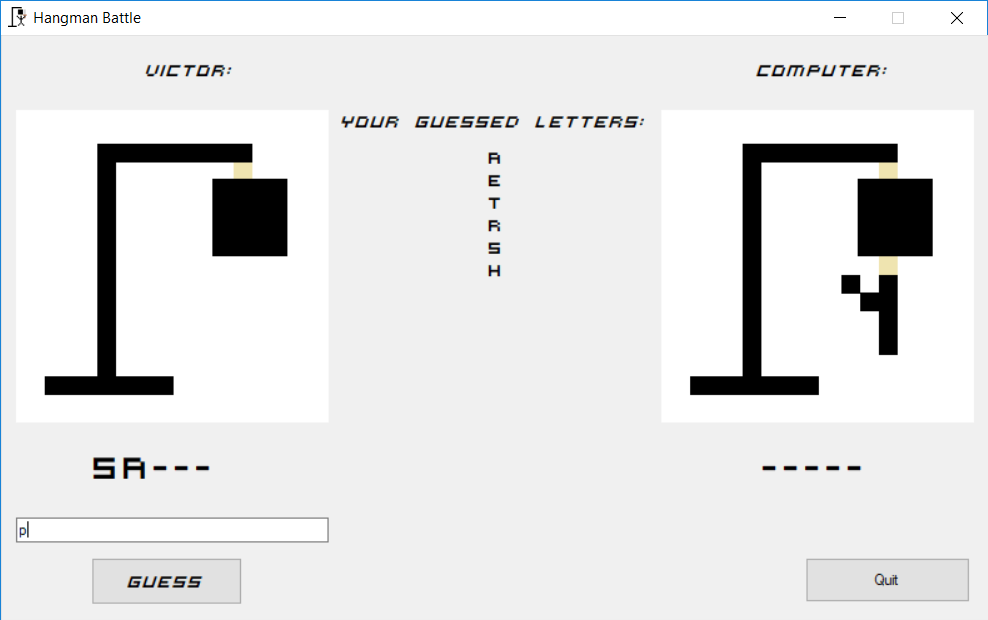 Hangman Battle
VICTOR:
COMPUTER:
YOUR GUESSED LETTERS:
A
E
T
R
S
H
SA---
-----
p
GUESS
Quit